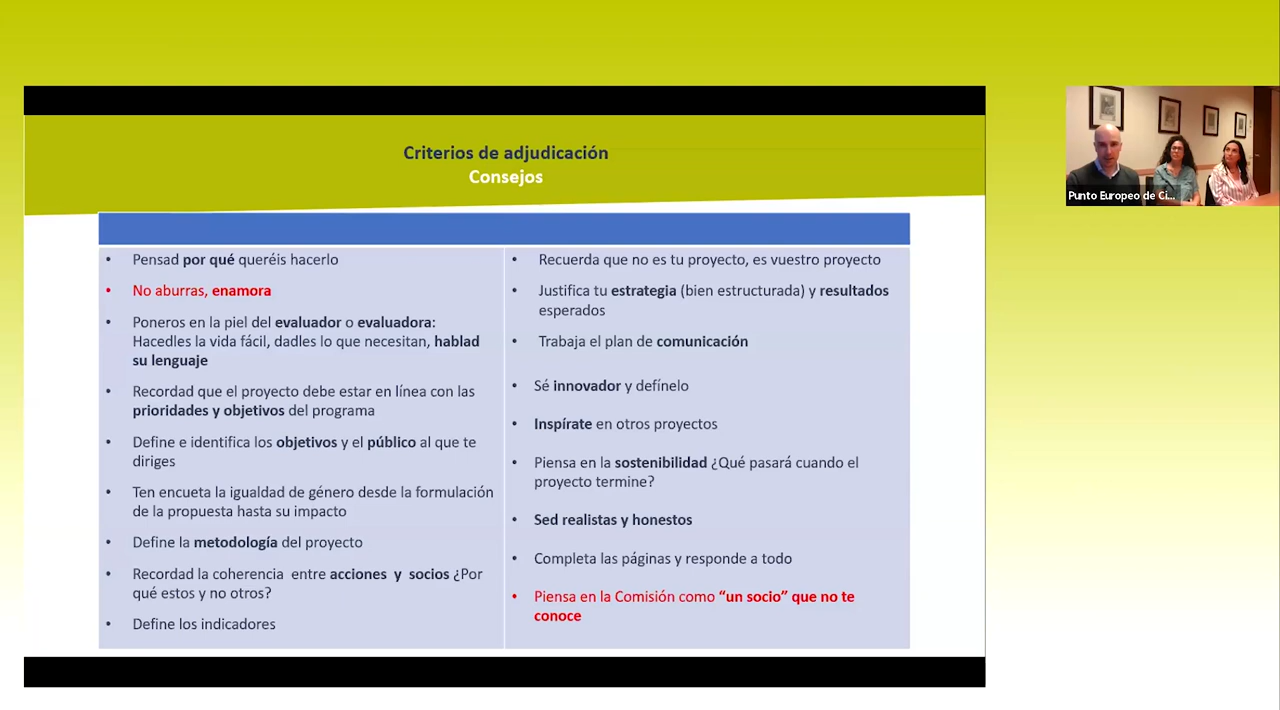 Criterios de adjudicación
Consejos
• Pensad por qué queréis hacerlo
• No aburras, enamora
• Poneros en la piel del evaluador o evaluadora:
Hacedles la vida fácil, dadles lo que necesitan, hablad
su lenguaje
• Recordad que el proyecto debe estar en línea con las
prioridades y objetivos del programa
• Define e identifica los objetivos y el público al que te
diriges
• Ten encueta la igualdad de género desde la formulación
de la propuesta hasta su impacto
• Define la metodología del proyecto
• Recordad la coherencia entre acciones y socios ¿Por
qué estos y no otros?
• Define los indicadores
• Recuerda que no es tu proyecto, es vuestro proyecto
• Justifica tu estrategia (bien estructurada) y resultados
esperados
• Trabaja el plan de comunicación
• Sé innovador y defínelo
• Inspírate en otros proyectos
• Piensa en la sostenibilidad ¿Qué pasará cuando el
proyecto termine?
• Sed realistas y honestos
• Completa las páginas y responde a todo
• Piensa en la Comisión como “un socio” que no te
conoce
Punto Europeo de Ci...